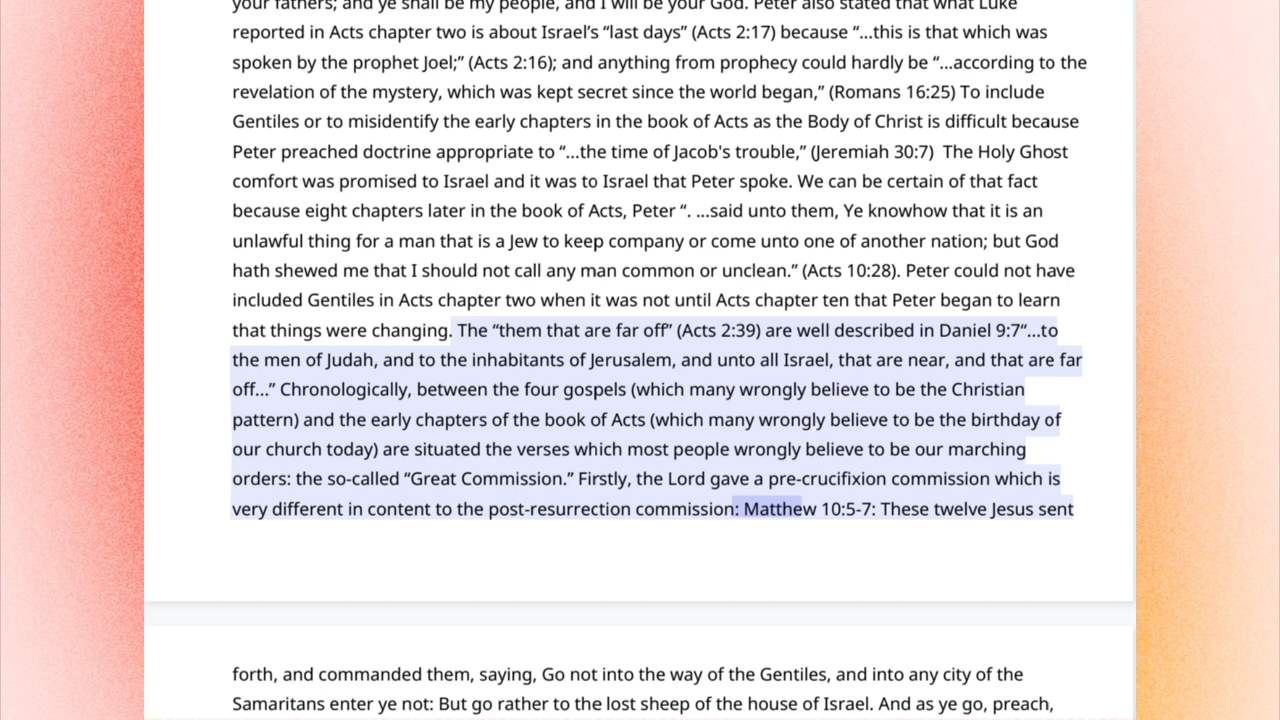 your fathers; and ye shall be my people, and I will be your God. Peter also stated that what Luke
reported in Acts chapter two is about Israel’s “last days” (Acts 2:17) because “...this is that which was
spoken by the prophet Joel;” (Acts 2:16); and anything from prophecy could hardly be “...according to the
revelation of the mystery, which was kept secret since the world began,” (Romans 16:25) To include
Gentiles or to misidentify the early chapters in the book of Acts as the Body of Christ is difficult because
Peter preached doctrine appropriate to “...the time of Jacob's trouble,” (Jeremiah 30:7)  The Holy Ghost
comfort was promised to Israel and it was to Israel that Peter spoke. We can be certain of that fact
because eight chapters later in the book of Acts, Peter “. ...said unto them, Ye knowhow that it is an
unlawful thing for a man that is a Jew to keep company or come unto one of another nation; but God
hath shewed me that I should not call any man common or unclean.” (Acts 10:28). Peter could not have
included Gentiles in Acts chapter two when it was not until Acts chapter ten that Peter began to learn
that things were changing. The “them that are far off” (Acts 2:39) are well described in Daniel 9:7“...to
the men of Judah, and to the inhabitants of Jerusalem, and unto all Israel, that are near, and that are far
off...” Chronologically, between the four gospels (which many wrongly believe to be the Christian
pattern) and the early chapters of the book of Acts (which many wrongly believe to be the birthday of
our church today) are situated the verses which most people wrongly believe to be our marching
orders: the so-called “Great Commission.” Firstly, the Lord gave a pre-crucifixion commission which is
very different in content to the post-resurrection commission: Matthew 10:5-7: These twelve Jesus sent
forth, and commanded them, saying, Go not into the way of the Gentiles, and into any city of the
Samaritans enter ye not: But go rather to the lost sheep of the house of Israel. And as ye go, preach,